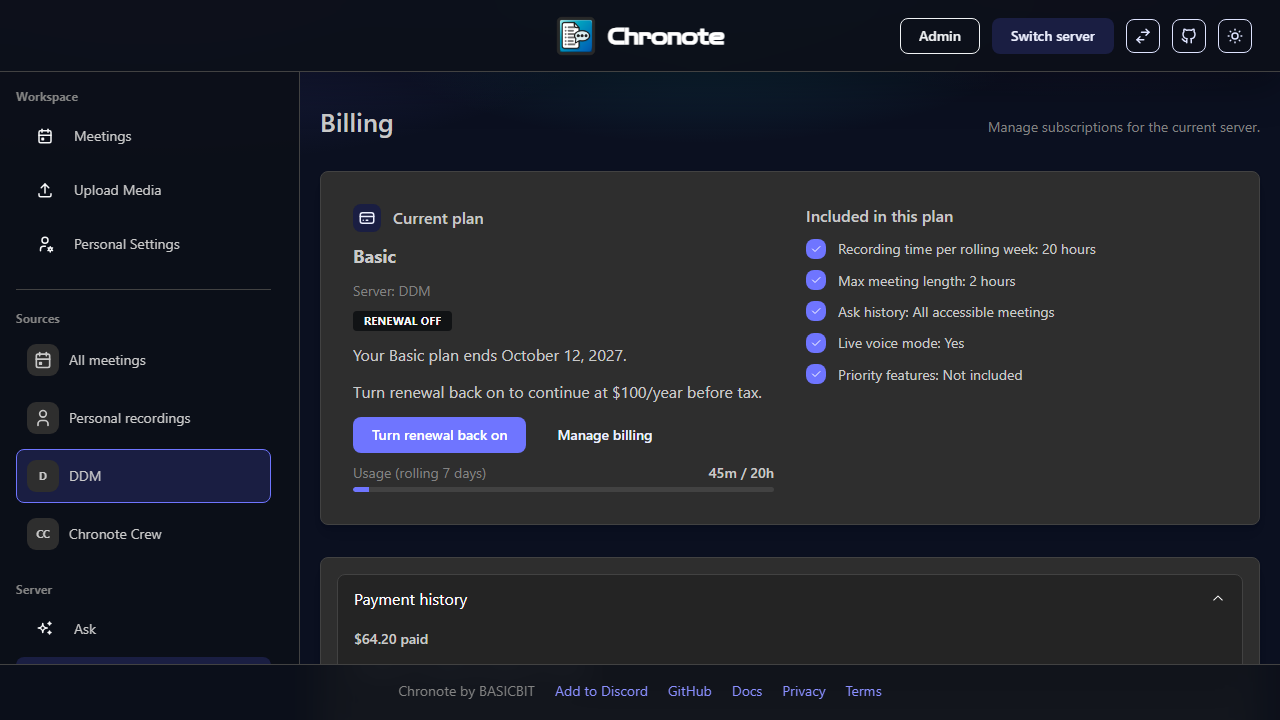 Chronote
Admin
Switch server
Workspace
Meetings
Upload Media
Personal Settings
Sources
All meetings
Personal recordings
D
DDM
CC
Chronote Crew
Server
Ask
Billing
Manage subscriptions for the current server.
Current plan
Basic
Server: DDM
RENEWAL OFF
Your Basic plan ends October 12, 2027.
Turn renewal back on to continue at $100/year before tax.
Turn renewal back on
Manage billing
Usage (rolling 7 days)
45m / 20h
Included in this plan
Recording time per rolling week: 20 hours
Max meeting length: 2 hours
Ask history: All accessible meetings
Live voice mode: Yes
Priority features: Not included
Payment history
$64.20 paid
Chronote by BASICBIT
Add to Discord
GitHub
Docs
Privacy
Terms